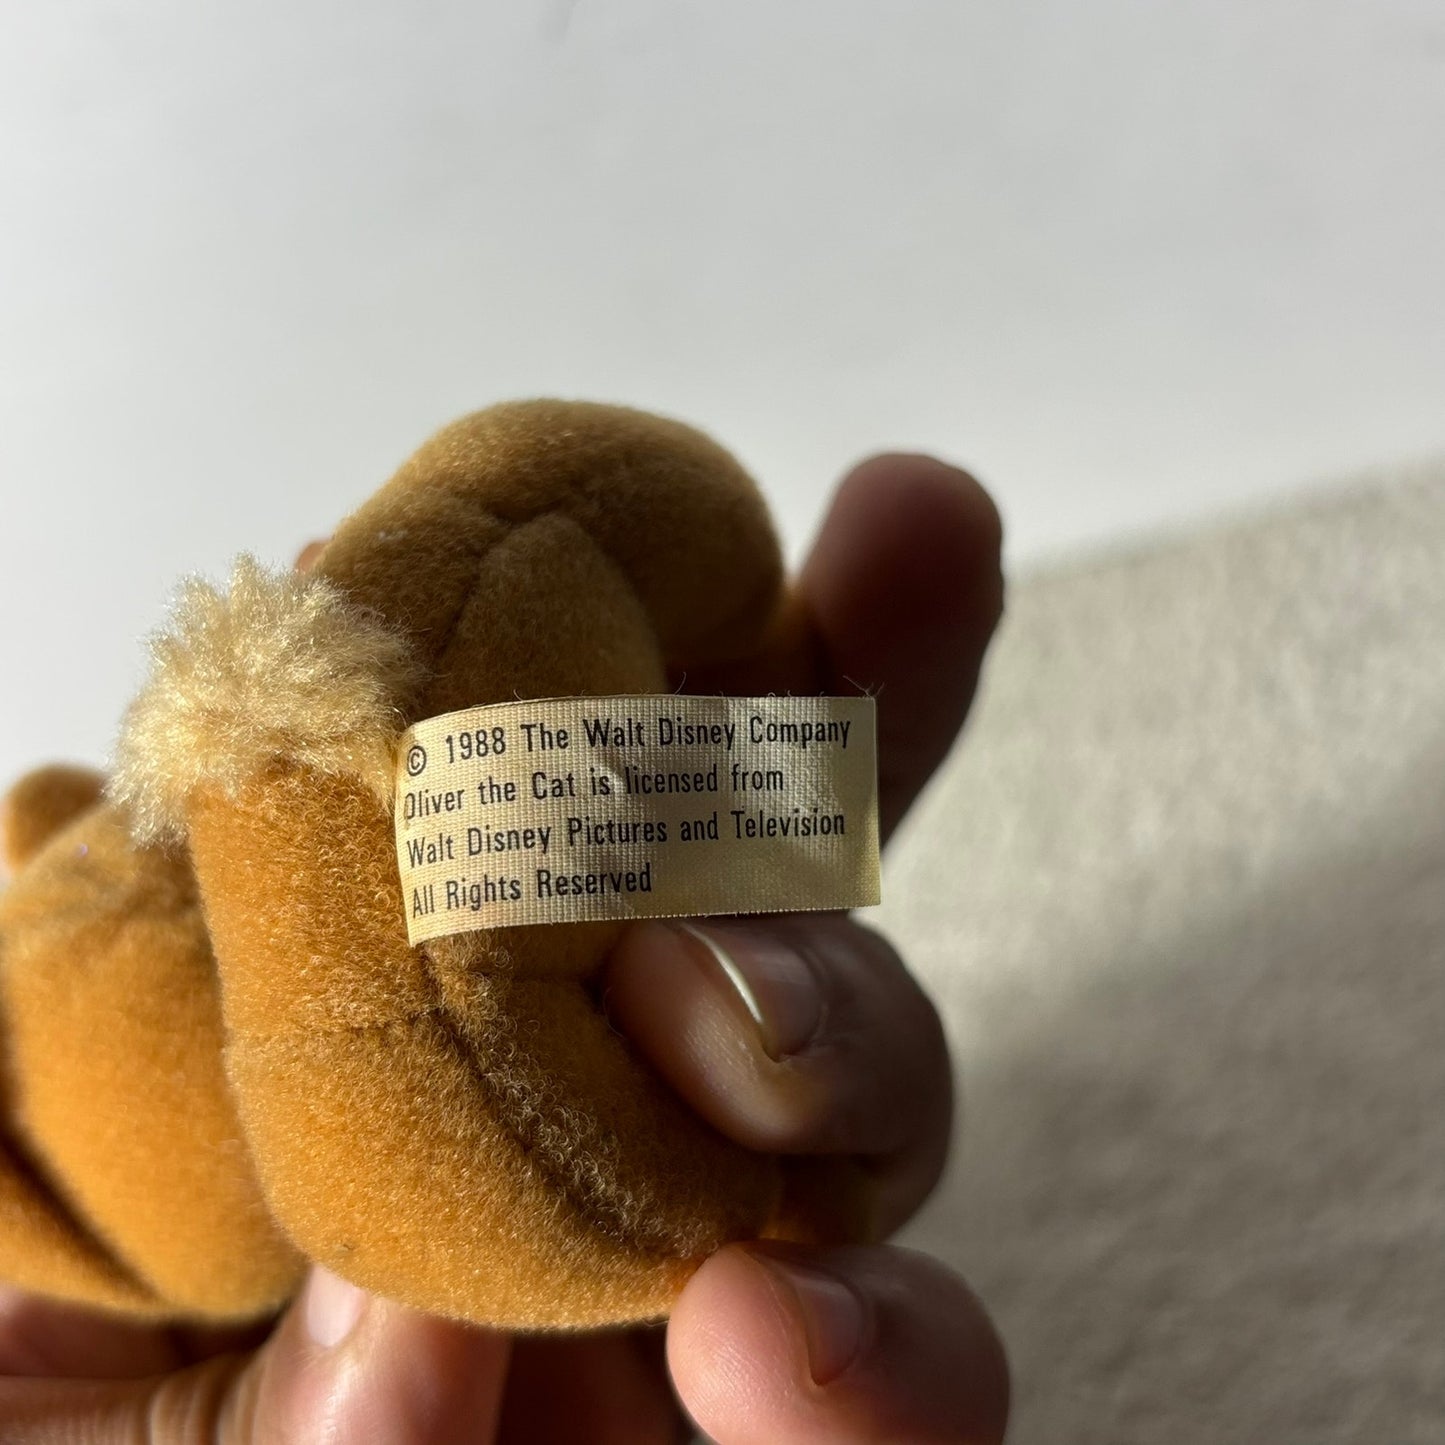 © 1988 The Walt Disney Company
Oliver the Cat is licensed from
Walt Disney Pictures and Television
All Rights Reserved